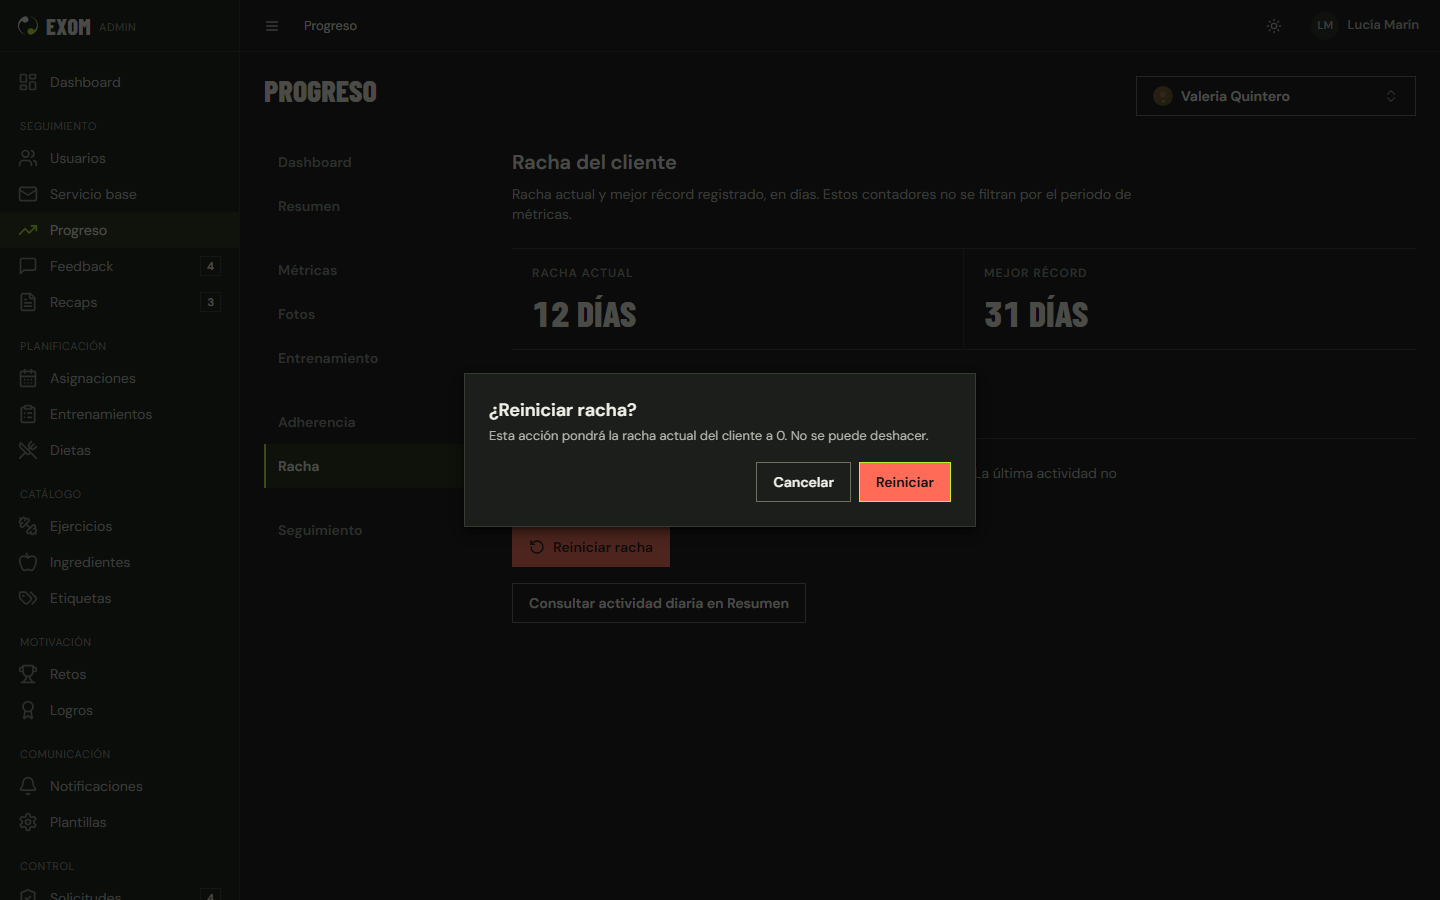 EXOM ADMIN
Progreso
LM
Lucía Marín
Dashboard
SEGUIMIENTO
Usuarios
Servicio base
Progreso
Feedback 4
Recaps 3
PLANIFICACIÓN
Asignaciones
Entrenamientos
Dietas
CATÁLOGO
Ejercicios
Ingredientes
Etiquetas
MOTIVACIÓN
Retos
Logros
COMUNICACIÓN
Notificaciones
Plantillas
CONTROL
Solicitudes 4
PROGRESO
Valeria Quintero
Dashboard
Resumen
Métricas
Fotos
Entrenamiento
Adherencia
Racha
Seguimiento
Racha del cliente
Racha actual y mejor récord registrado, en días. Estos contadores no se filtran por el periodo de
métricas.
RACHA ACTUAL
12 DÍAS
MEJOR RÉCORD
31 DÍAS
¿Reiniciar racha?
Esta acción pondrá la racha actual del cliente a 0. No se puede deshacer.
Cancelar
Reiniciar
La última actividad no
Reiniciar racha
Consultar actividad diaria en Resumen